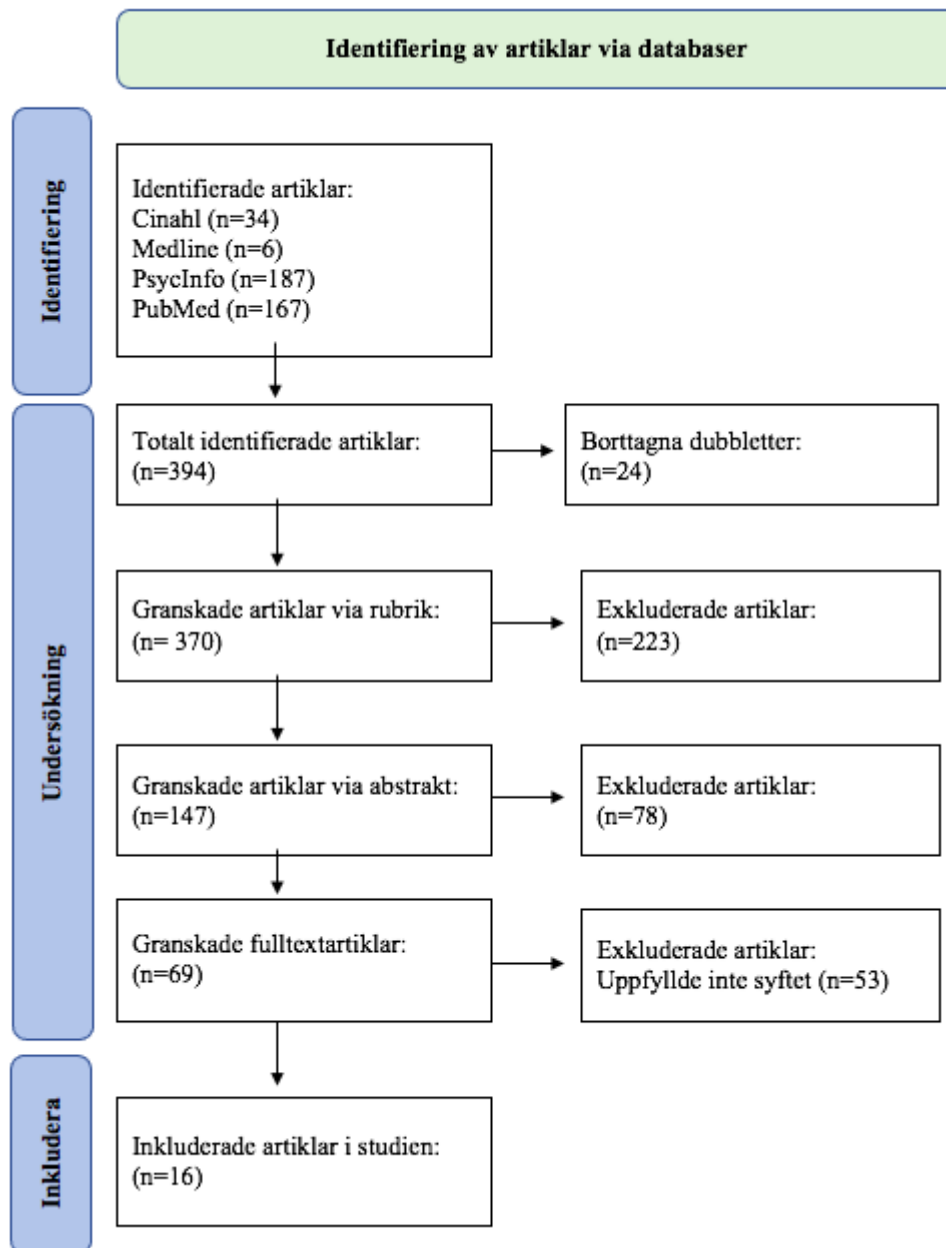 Identifiering av artiklar via databaser
Identifiering
Identifierade artiklar:
Cinahl (n=34)
Medline (n=6)
PsycInfo (n=187)
PubMed (n=167)
Undersökning
Totalt identifierade artiklar:
(n=394)
Borttagna dubbletter:
(n=24)
Granskade artiklar via rubrik:
(n= 370)
Exkluderade artiklar:
(n=223)
Granskade artiklar via abstrakt:
(n=147)
Exkluderade artiklar:
(n=78)
Granskade fulltextartiklar:
(n=69)
Exkluderade artiklar:
Uppfyllde inte syftet (n=53)
Inkludera
Inkluderade artiklar i studien:
(n=16)